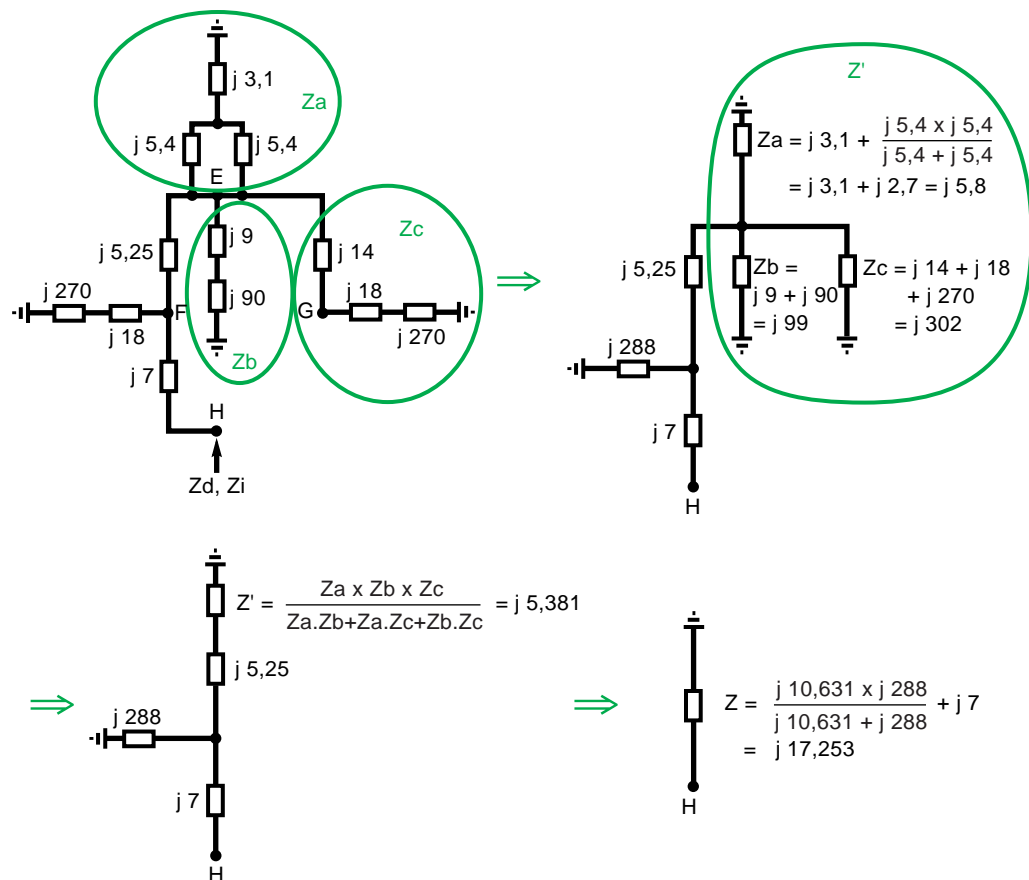 j 3,1
Za
j 5,4
j 5,4
E
j 5,25
j 9
Zc
j 14
j 270
j 90
j 18
F
G
j 18
j 270
Zb
j 7
H
Zd, Zi
⇒
Z'
Za = j 3,1 + j 5,4 x j 5,4 / j 5,4 + j 5,4
= j 3,1 + j 2,7 = j 5,8
j 5,25
Zb =
j 9 + j 90
= j 99
Zc = j 14 + j 18
+ j 270
= j 302
j 288
j 7
H
⇒
Z' = Za x Zb x Zc / Za.Zb+Za.Zc+Zb.Zc = j 5,381
j 5,25
j 288
j 7
H
⇒
Z = j 10,631 x j 288 / j 10,631 + j 288 + j 7
= j 17,253
H